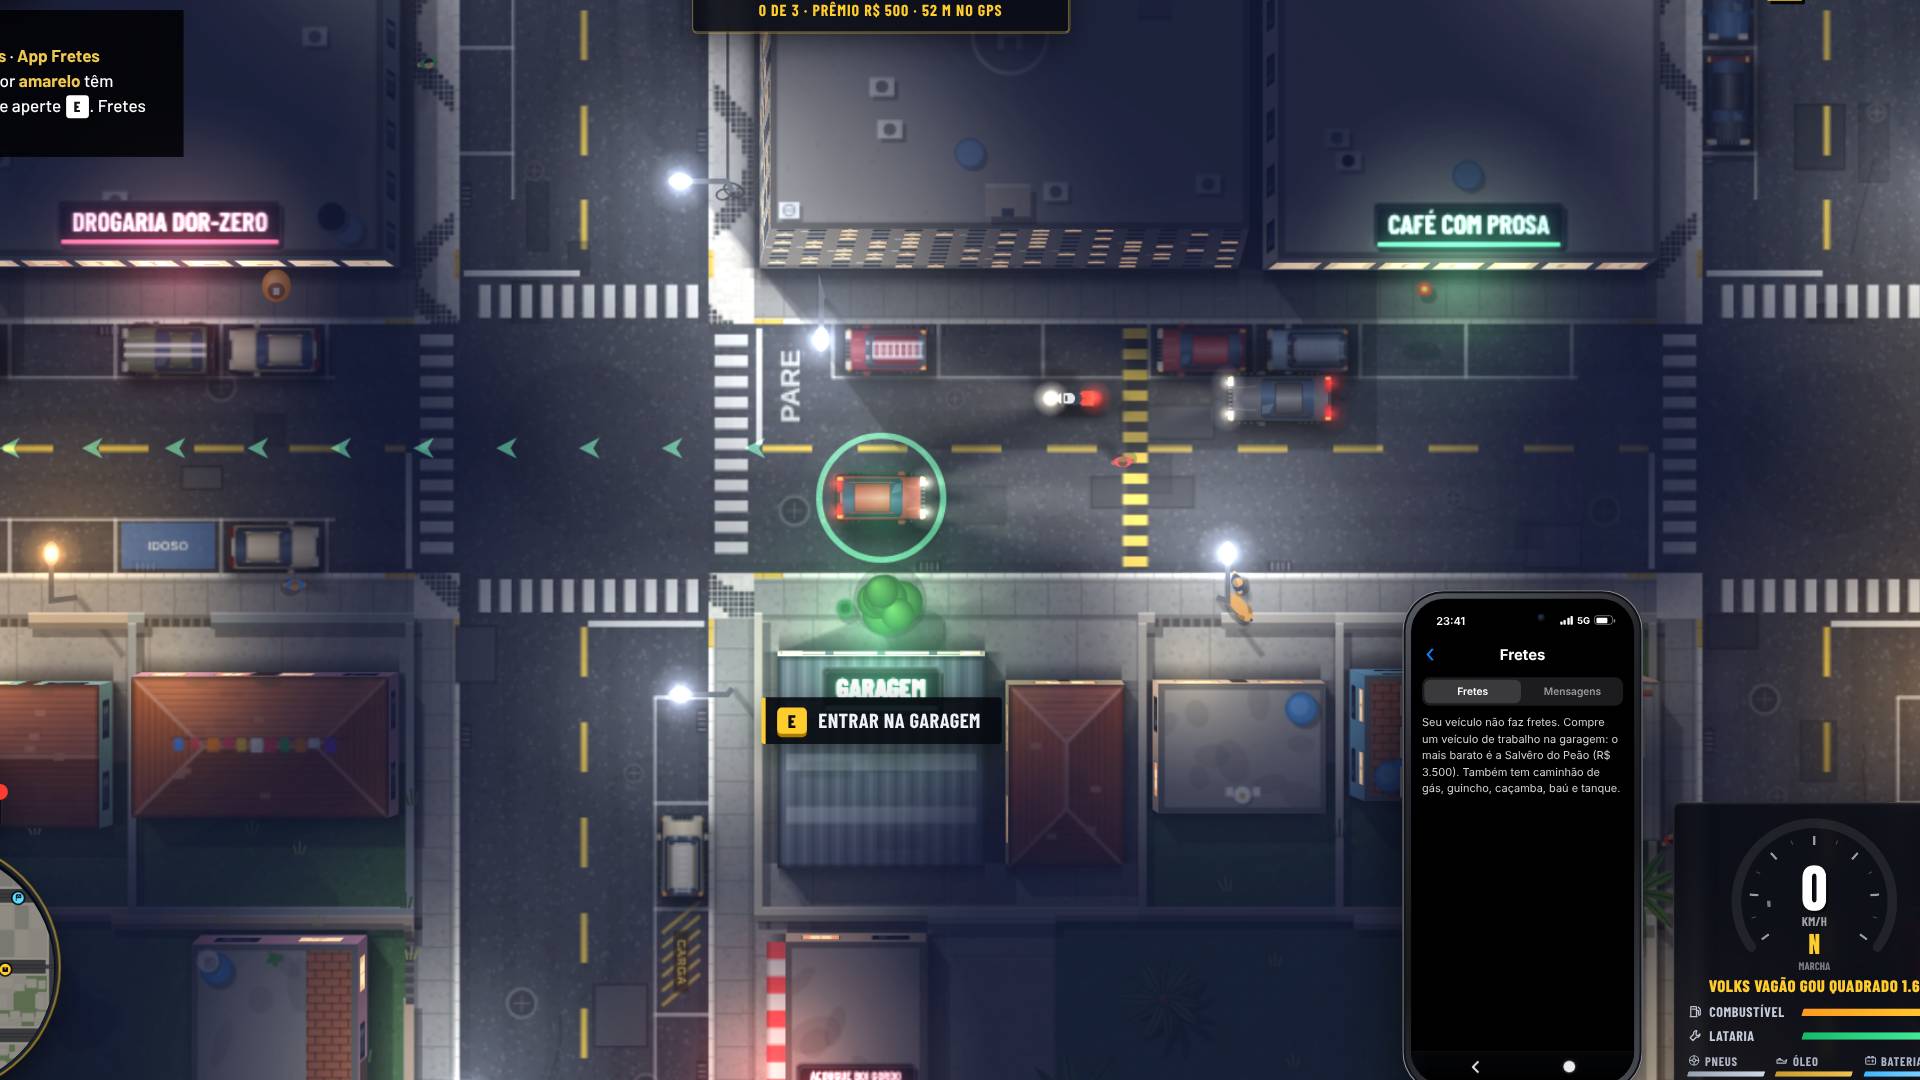 0 DE 3 · PRÊMIO R$ 500 · 52 M NO GPS
s · App Fretes
or amarelo têm
e aperte E. Fretes
DROGARIA DOR-ZERO
CAFÉ COM PROSA
PARE
IDOSO
GARAGEM
E ENTRAR NA GARAGEM
CARGA
23:41 5G
Fretes
Fretes Mensagens
Seu veículo não faz fretes. Compre
um veículo de trabalho na garagem: o
mais barato é a Salvêro do Peão (R$
3.500). Também tem caminhão de
gás, guincho, caçamba, baú e tanque.
0
KM/H
N
MARCHA
VOLKS VAGÃO GOU QUADRADO 1.6
COMBUSTÍVEL
LATARIA
PNEUS ÓLEO BATERIA